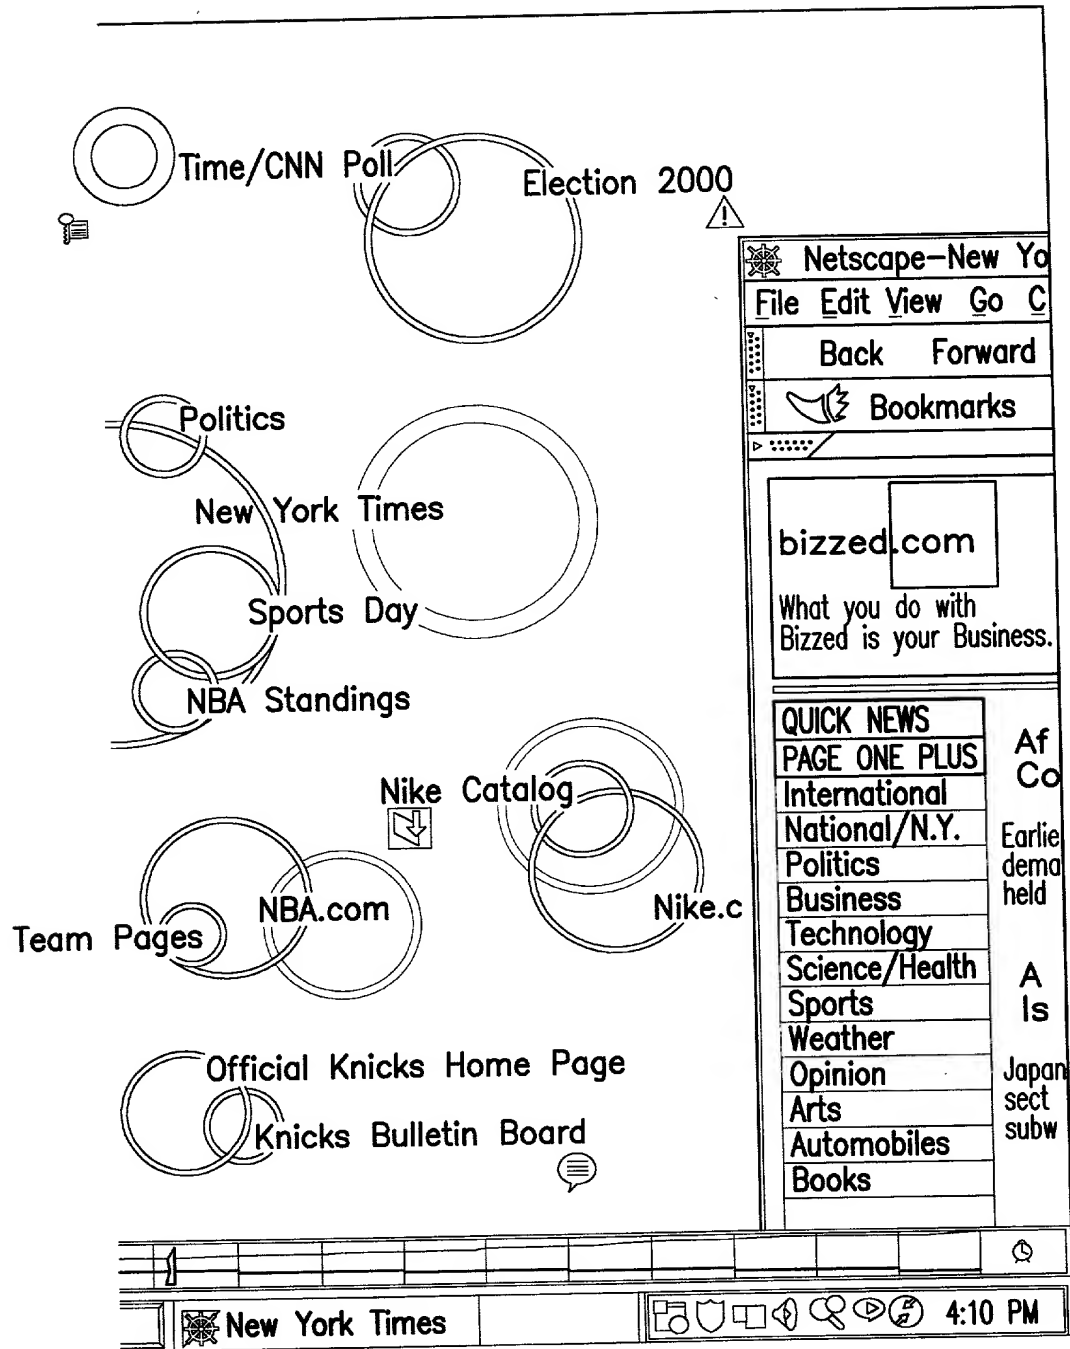 Time/CNN Poll
Election 2000
Netscape-New Yo
File Edit View Go C
Back Forward
Bookmarks
Politics
New York Times
Sports Day
NBA Standings
bizzed.com
What you do with
Bizzed is your Business.
Nike Catalog
NBA.com
Nike.c
Team Pages
Official Knicks Home Page
Knicks Bulletin Board
QUICK NEWS
PAGE ONE PLUS
International
National/N.Y.
Politics
Business
Technology
Science/Health
Sports
Weather
Opinion
Arts
Automobiles
Books
Af
Co
Earlie
dema
held
A
Is
Japan
sect
subw
New York Times
4:10 PM